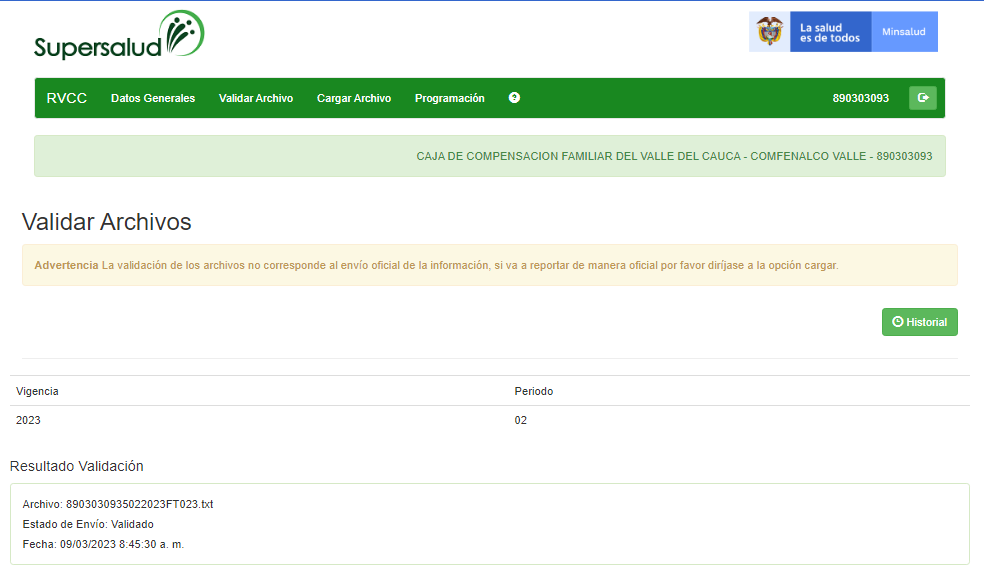 Supersalud
La salud
es de todos
Minsalud
RVCC Datos Generales Validar Archivo Cargar Archivo Programación ? 890303093
CAJA DE COMPENSACION FAMILIAR DEL VALLE DEL CAUCA - COMFENALCO VALLE - 890303093
Validar Archivos
Advertencia La validación de los archivos no corresponde al envío oficial de la información, si va a reportar de manera oficial por favor diríjase a la opción cargar.
Historial
Vigencia Periodo
2023 02
Resultado Validación
Archivo: 8903030935022023FT023.txt
Estado de Envío: Validado
Fecha: 09/03/2023 8:45:30 a. m.